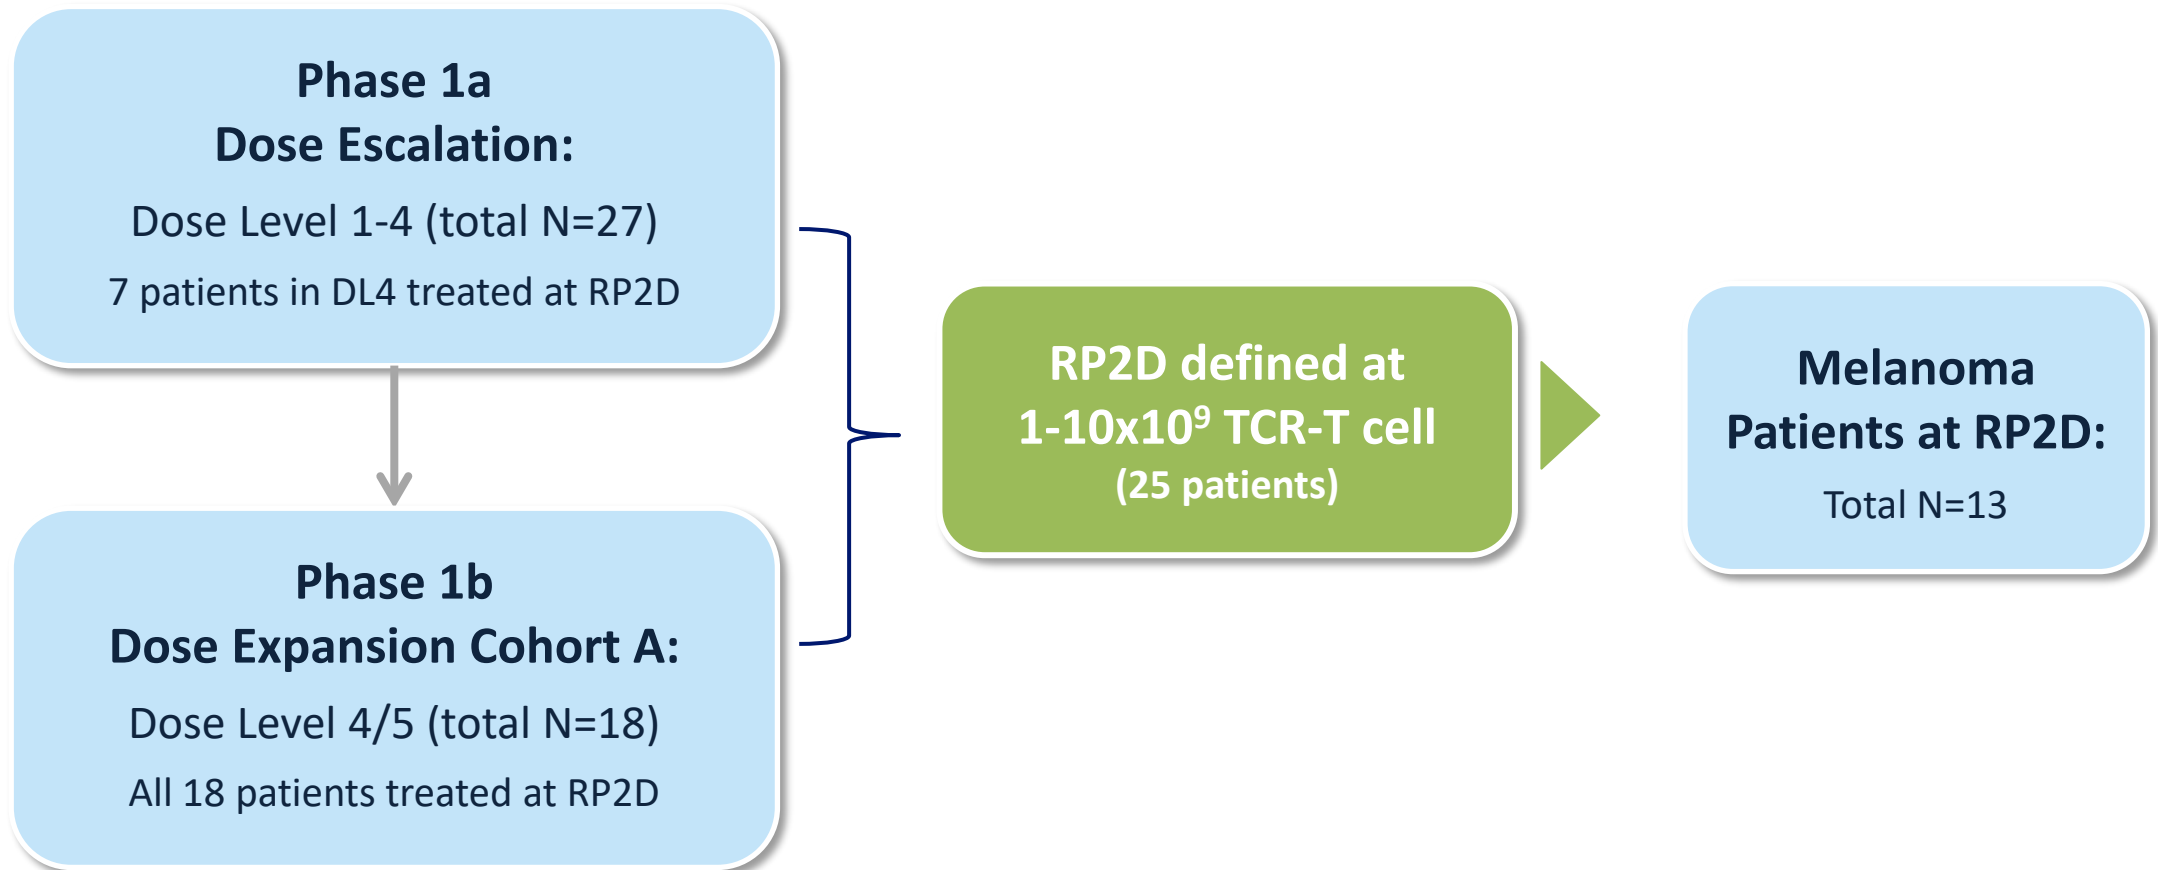 Phase 1a
Dose Escalation:
Dose Level 1-4 (total N=27)
7 patients in DL4 treated at RP2D
Phase 1b
Dose Expansion Cohort A:
Dose Level 4/5 (total N=18)
All 18 patients treated at RP2D
RP2D defined at
1-10x10⁹ TCR-T cell
(25 patients)
Melanoma
Patients at RP2D:
Total N=13